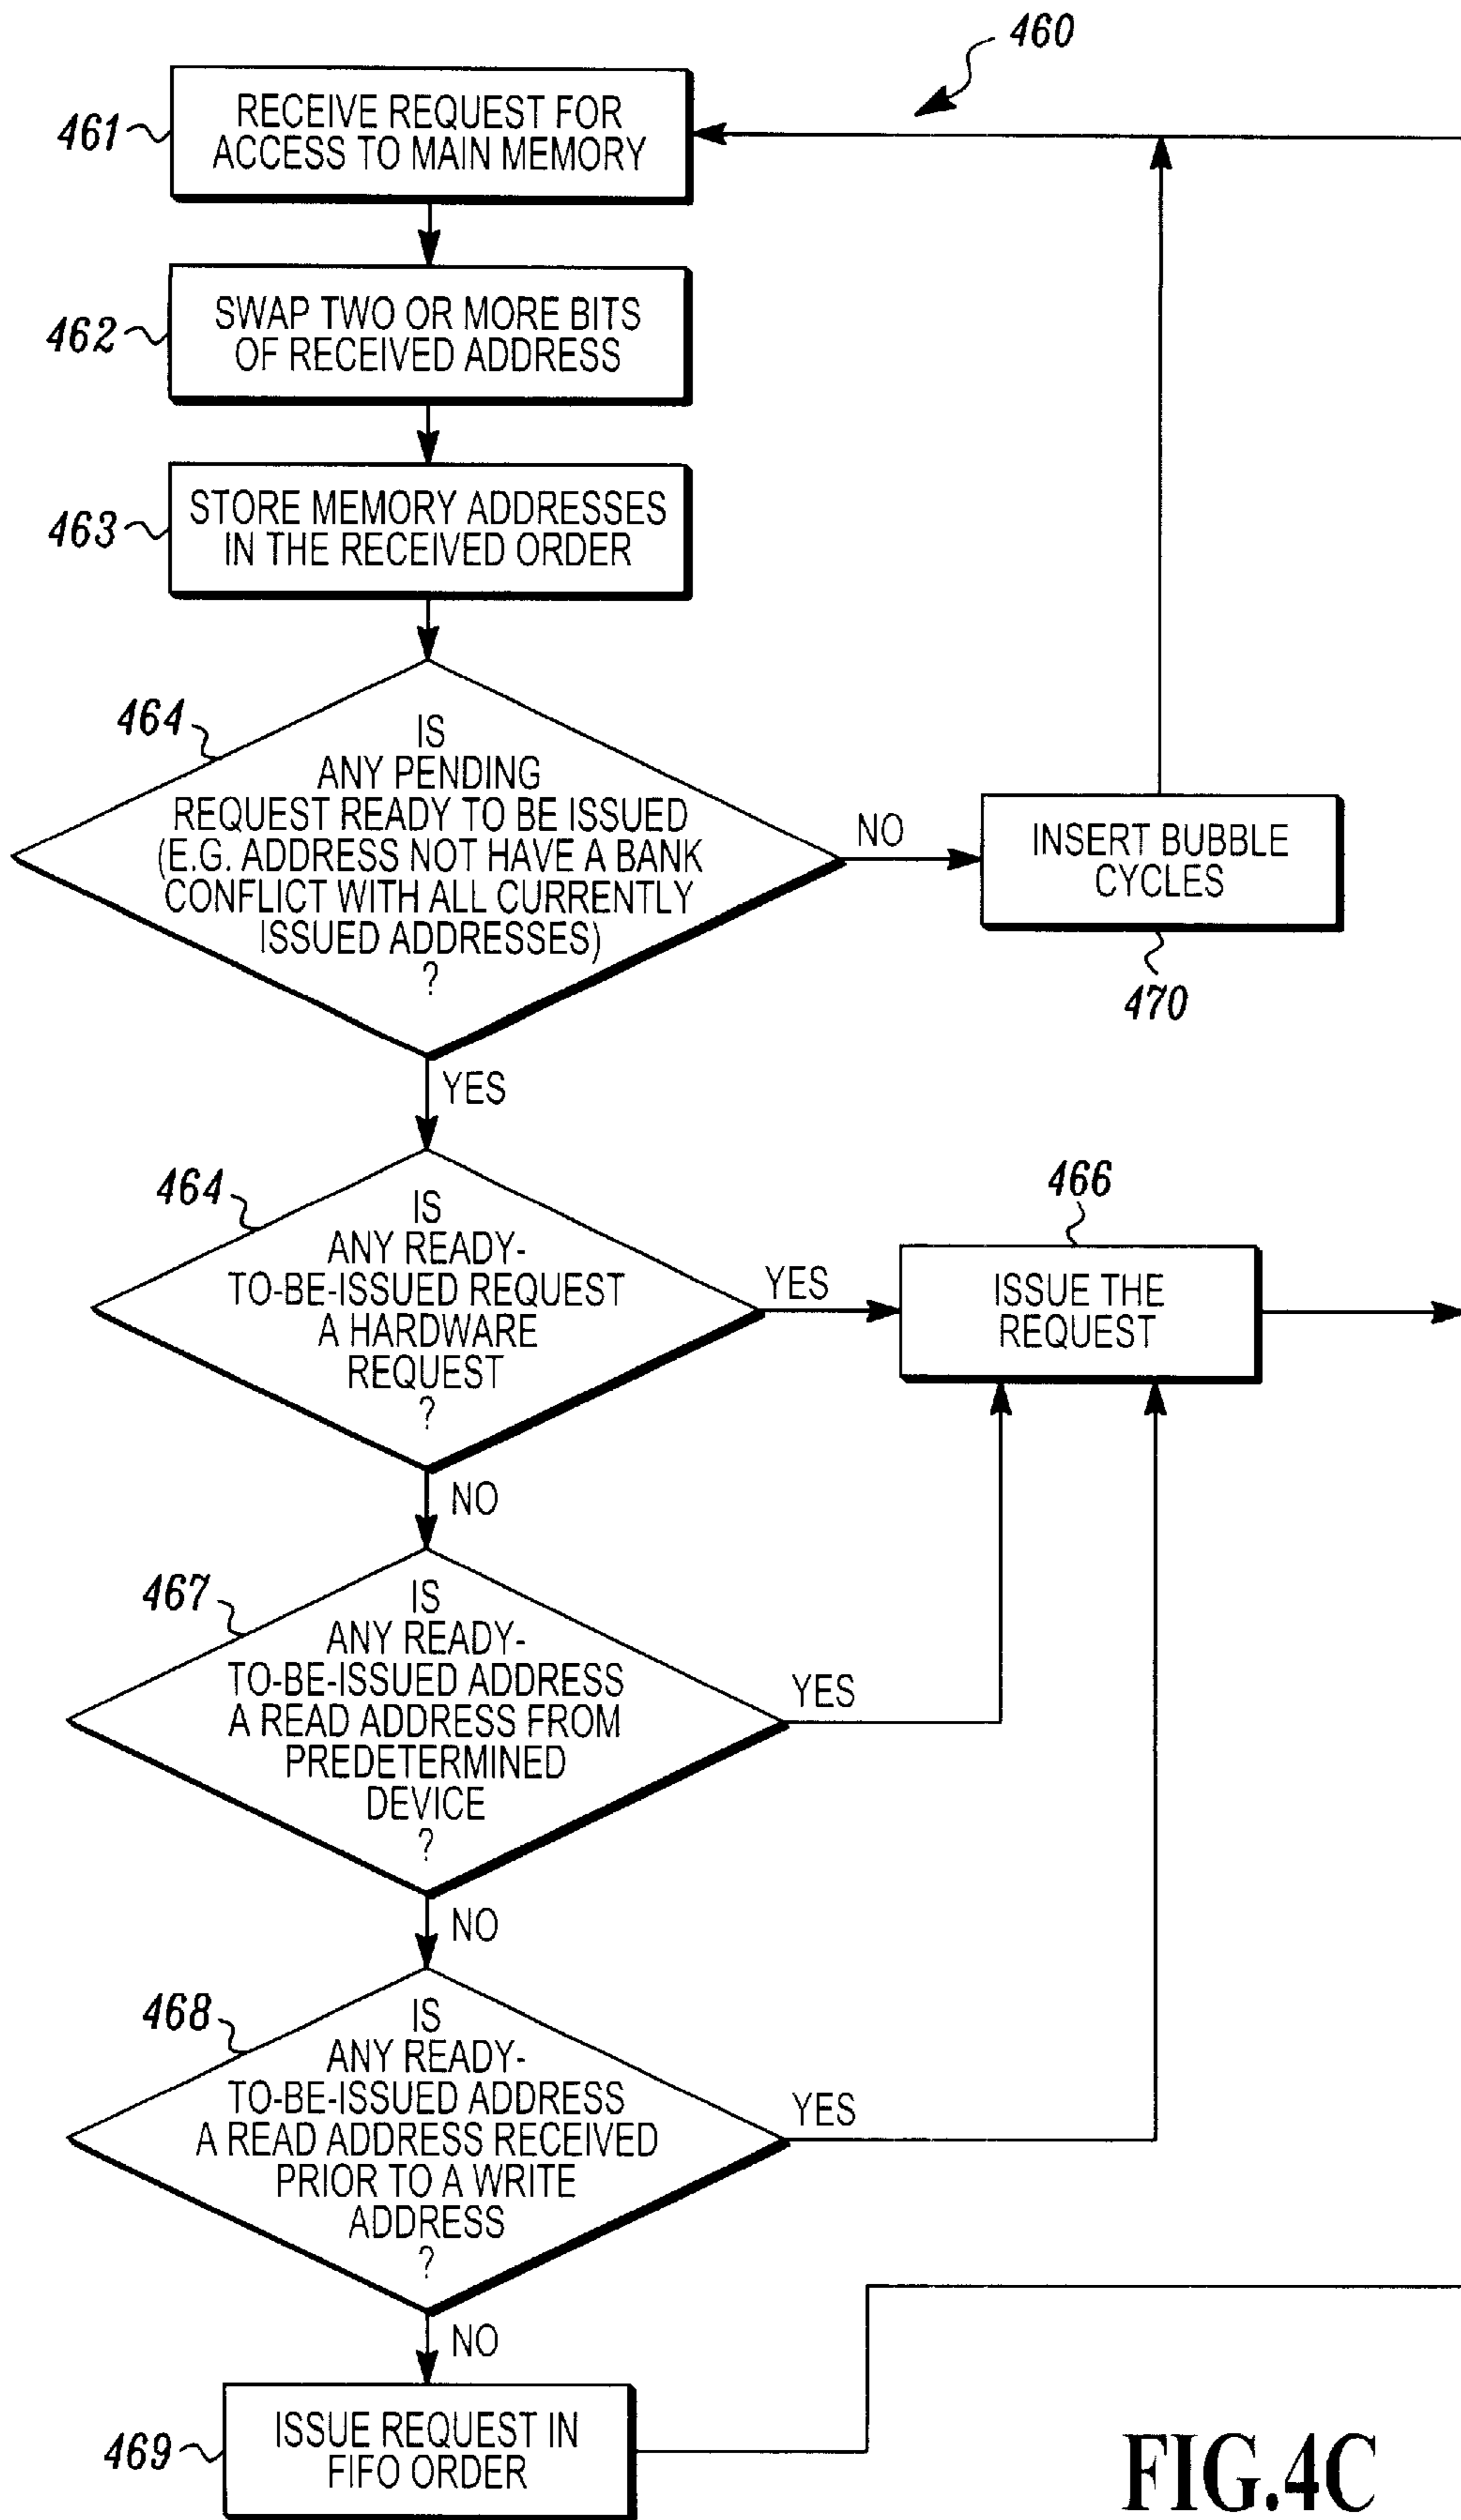 460
461
RECEIVE REQUEST FOR
ACCESS TO MAIN MEMORY
462
SWAP TWO OR MORE BITS
OF RECEIVED ADDRESS
463
STORE MEMORY ADDRESSES
IN THE RECEIVED ORDER
464
IS
ANY PENDING
REQUEST READY TO BE ISSUED
(E.G. ADDRESS NOT HAVE A BANK
CONFLICT WITH ALL CURRENTLY
ISSUED ADDRESSES)
?
NO
INSERT BUBBLE
CYCLES
470
YES
464
IS
ANY READY-
TO-BE-ISSUED REQUEST
A HARDWARE
REQUEST
?
YES
466
ISSUE THE
REQUEST
NO
467
IS
ANY READY-
TO-BE-ISSUED ADDRESS
A READ ADDRESS FROM
PREDETERMINED
DEVICE
?
YES
NO
468
IS
ANY READY-
TO-BE-ISSUED ADDRESS
A READ ADDRESS RECEIVED
PRIOR TO A WRITE
ADDRESS
?
YES
NO
469
ISSUE REQUEST IN
FIFO ORDER
FIG.4C